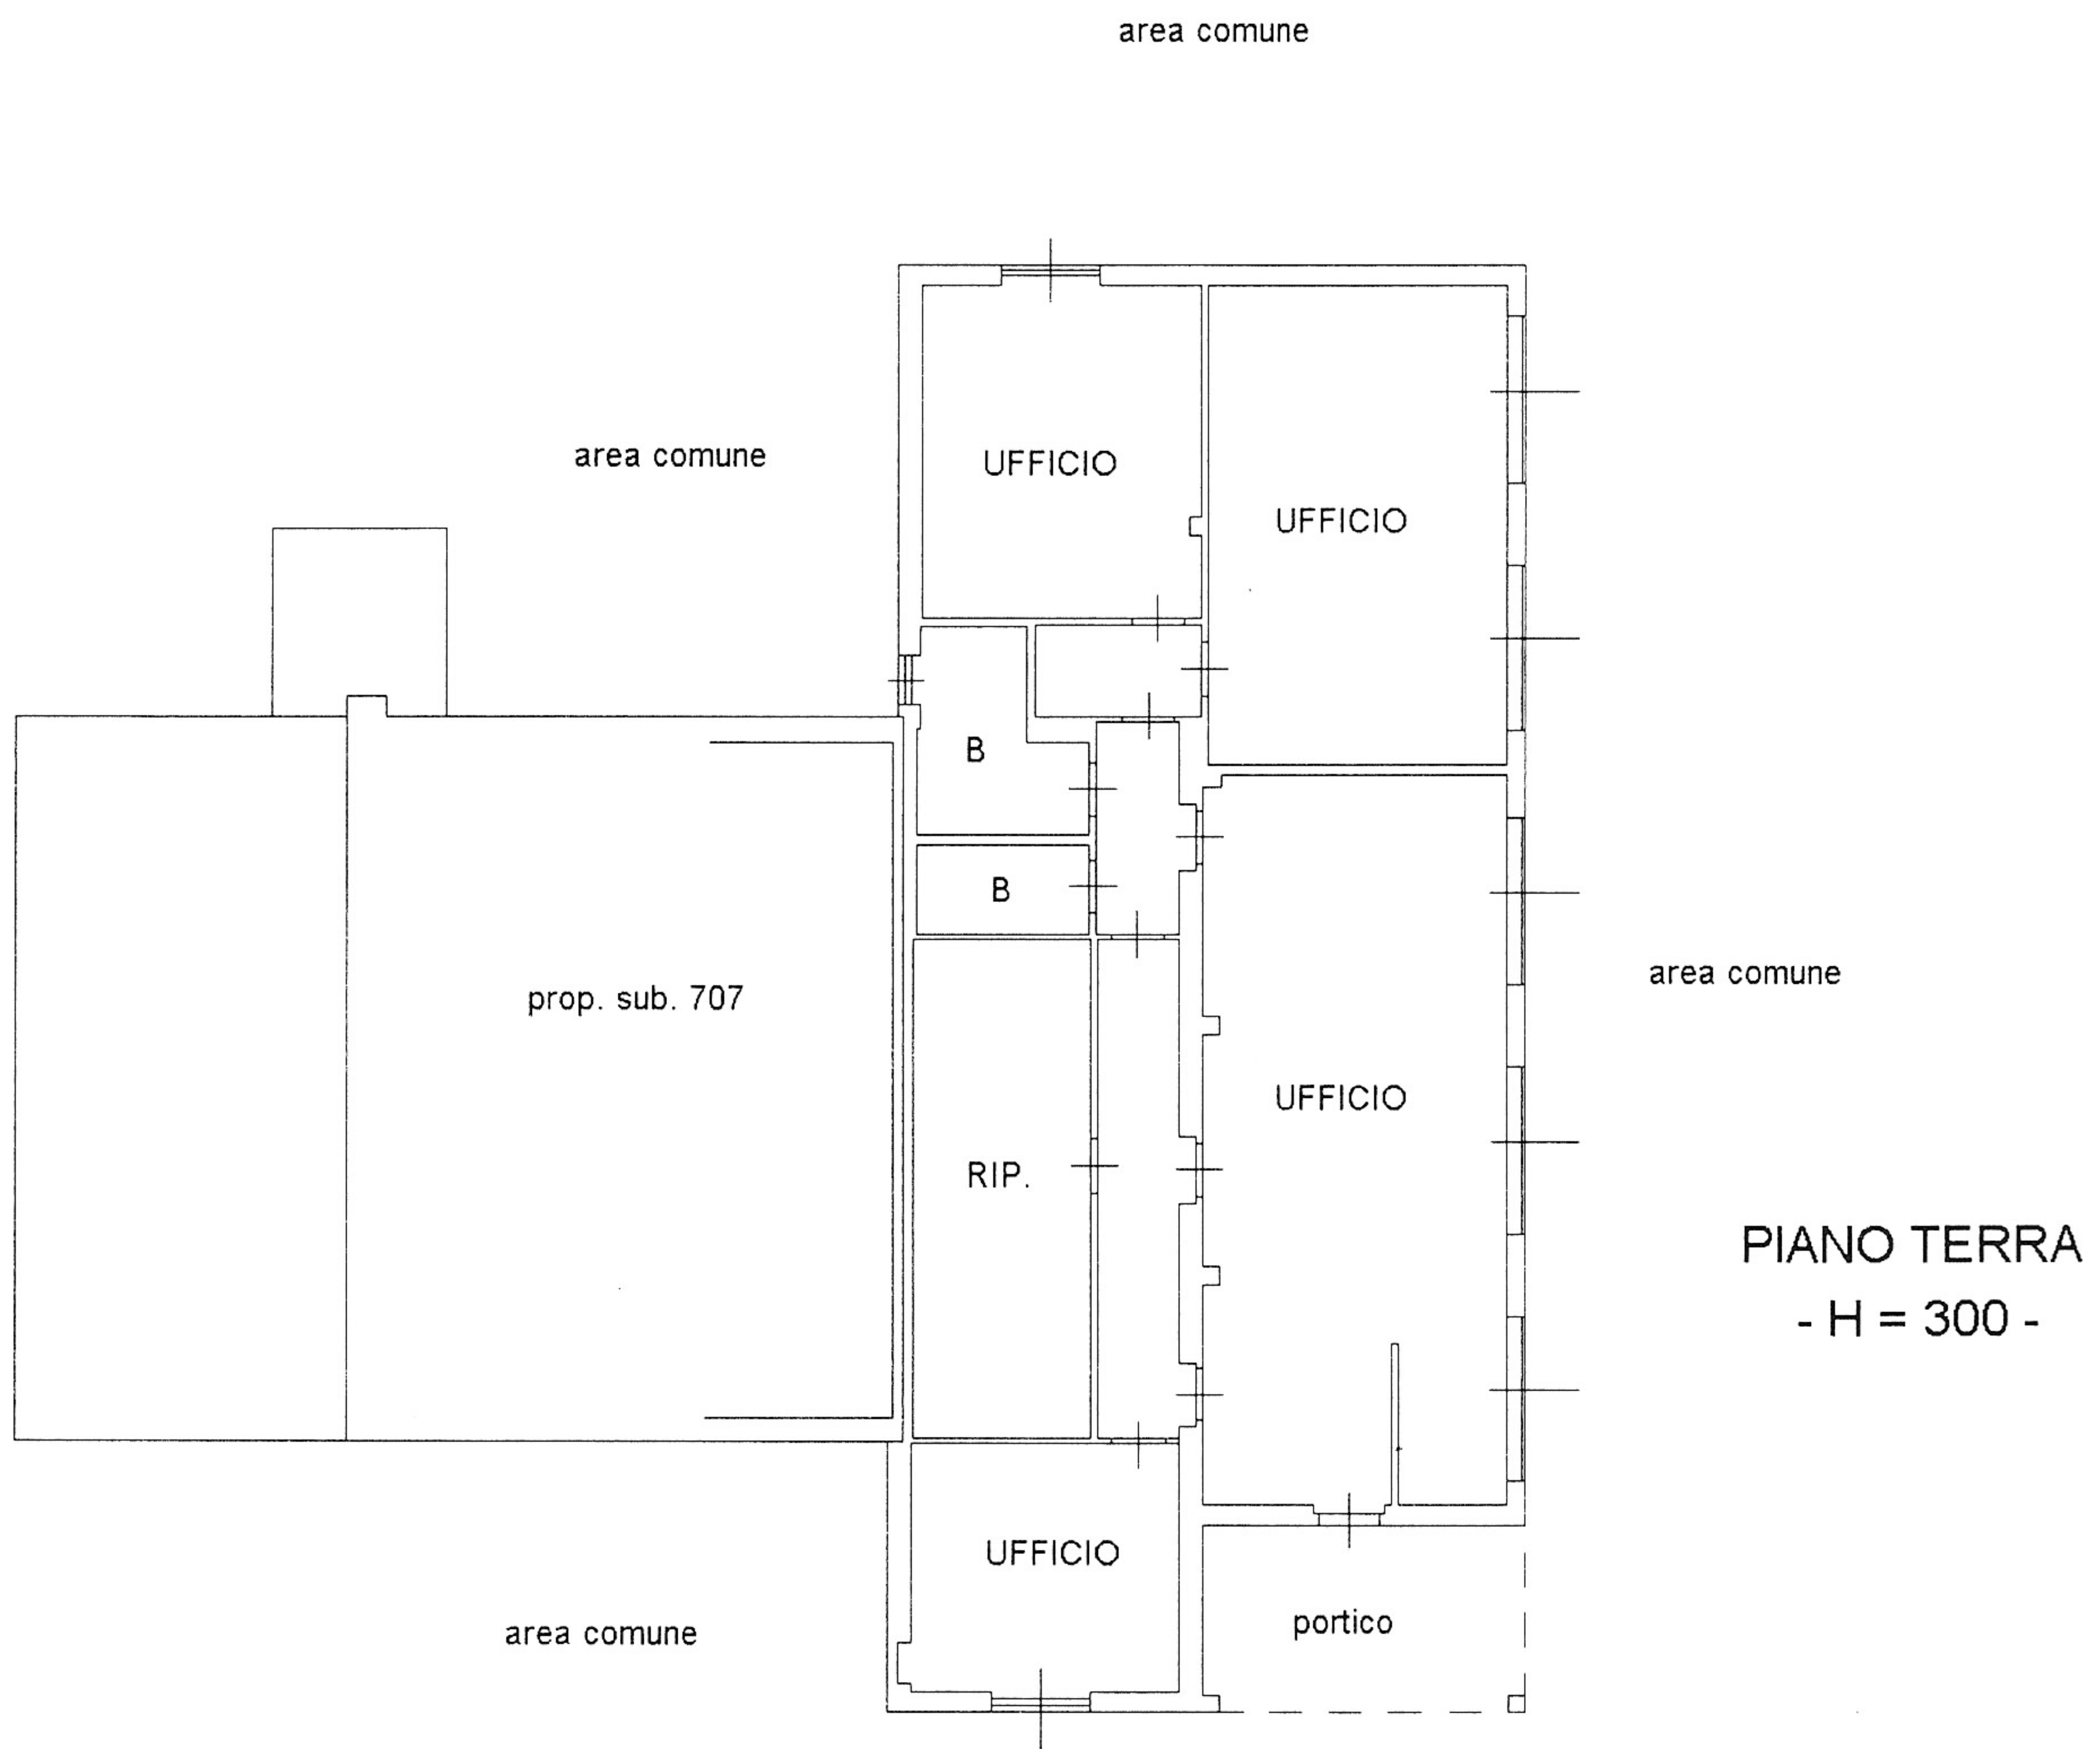 area comune
area comune
UFFICIO
UFFICIO
B
B
prop. sub. 707
area comune
UFFICIO
RIP.
PIANO TERRA
- H = 300 -
UFFICIO
area comune
portico